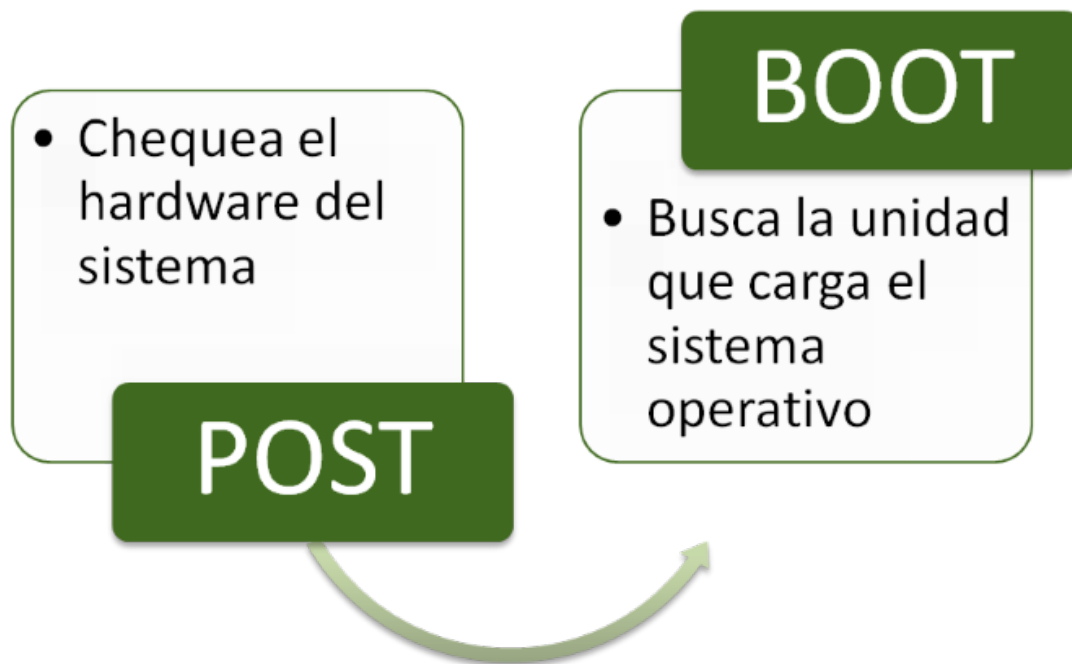 • Chequea el
hardware del
sistema
POST
BOOT
• Busca la unidad
que carga el
sistema
operativo